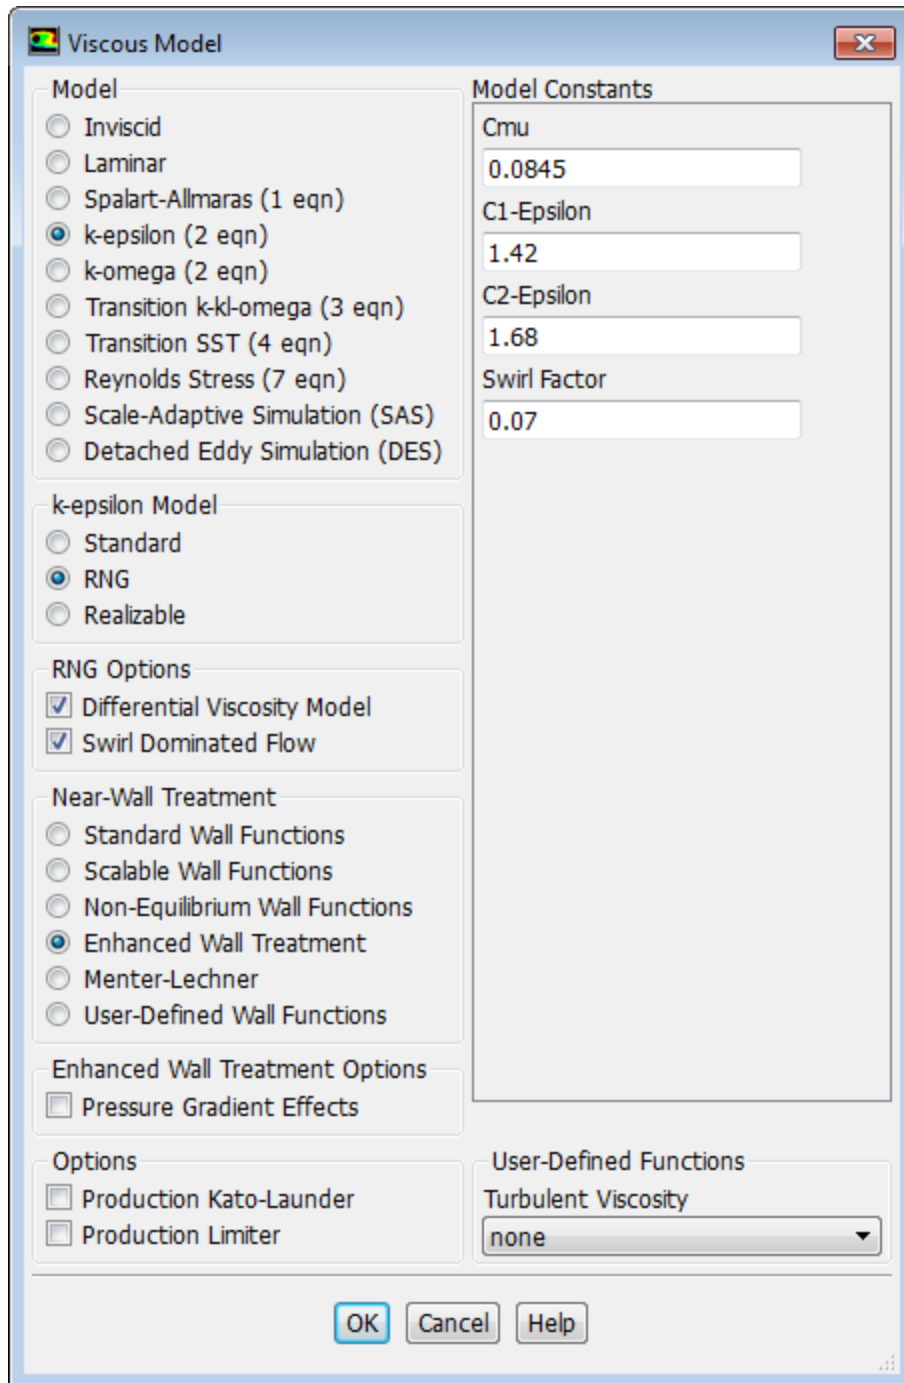 Viscous Model
Model
Inviscid
Laminar
Spalart-Allmaras (1 eqn)
k-epsilon (2 eqn)
k-omega (2 eqn)
Transition k-kl-omega (3 eqn)
Transition SST (4 eqn)
Reynolds Stress (7 eqn)
Scale-Adaptive Simulation (SAS)
Detached Eddy Simulation (DES)
k-epsilon Model
Standard
RNG
Realizable
RNG Options
Differential Viscosity Model
Swirl Dominated Flow
Near-Wall Treatment
Standard Wall Functions
Scalable Wall Functions
Non-Equilibrium Wall Functions
Enhanced Wall Treatment
Menter-Lechner
User-Defined Wall Functions
Enhanced Wall Treatment Options
Pressure Gradient Effects
Options
Production Kato-Launder
Production Limiter
Model Constants
Cmu
0.0845
C1-Epsilon
1.42
C2-Epsilon
1.68
Swirl Factor
0.07
User-Defined Functions
Turbulent Viscosity
none
OK
Cancel
Help